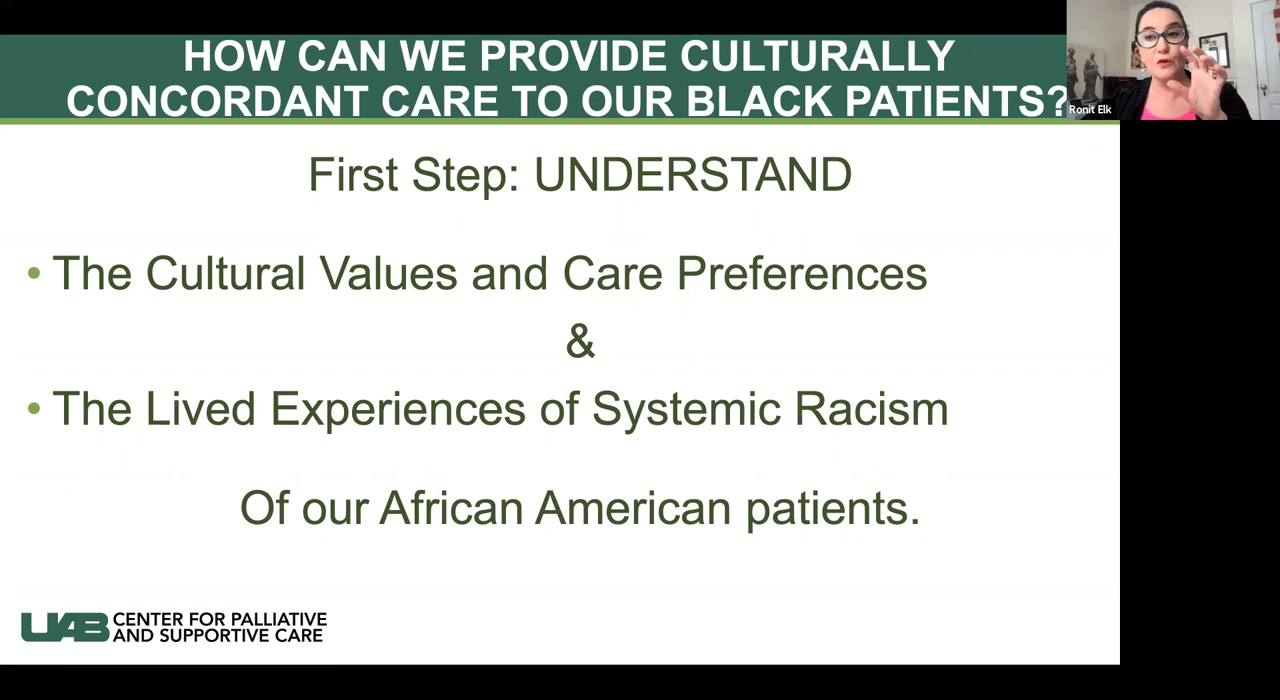 HOW CAN WE PROVIDE CULTURALLY
CONCORDANT CARE TO OUR BLACK PATIENTS?
Ronit Elk
First Step: UNDERSTAND
• The Cultural Values and Care Preferences
&
• The Lived Experiences of Systemic Racism
Of our African American patients.
UAB CENTER FOR PALLIATIVE
AND SUPPORTIVE CARE